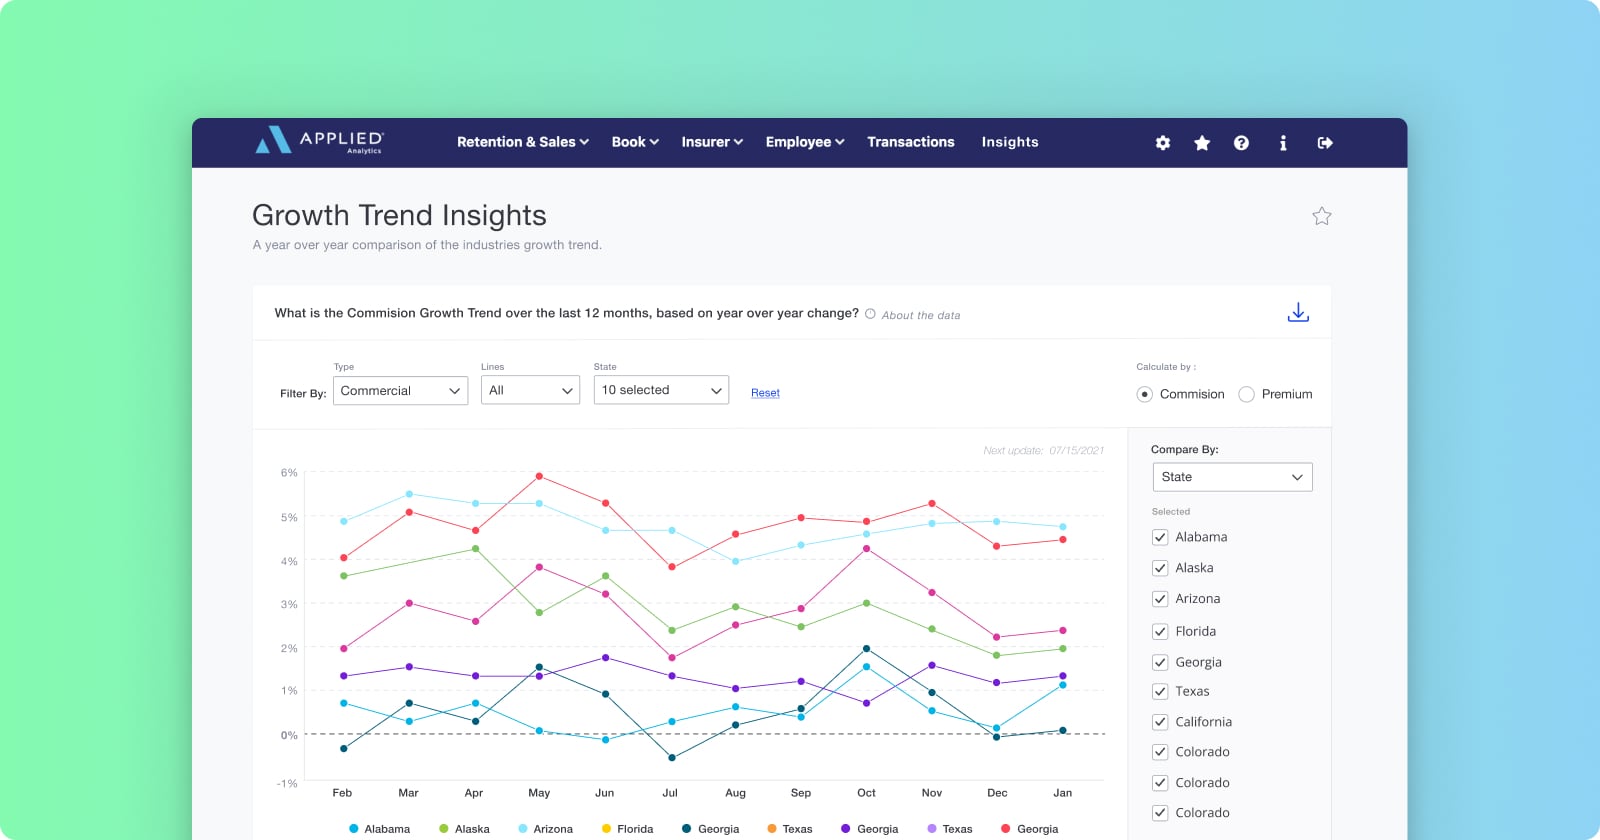 APPLIED
Analytics
Retention & Sales
Book
Insurer
Employee
Transactions
Insights
Growth Trend Insights
A year over year comparison of the industries growth trend.
What is the Commision Growth Trend over the last 12 months, based on year over year change? About the data
Type
Lines
State
Calculate by :
Filter By:
Commercial
All
10 selected
Reset
Commision
Premium
Next update; 07/15/2021
6%
5%
4%
3%
2%
1%
0%
-1%
Feb Mar Apr May Jun Jul Aug Sep Oct Nov Dec Jan
Alabama Alaska Arizona Florida Georgia Texas Georgia Texas Georgia
Compare By:
State
Selected
Alabama
Alaska
Arizona
Florida
Georgia
Texas
California
Colorado
Colorado
Colorado